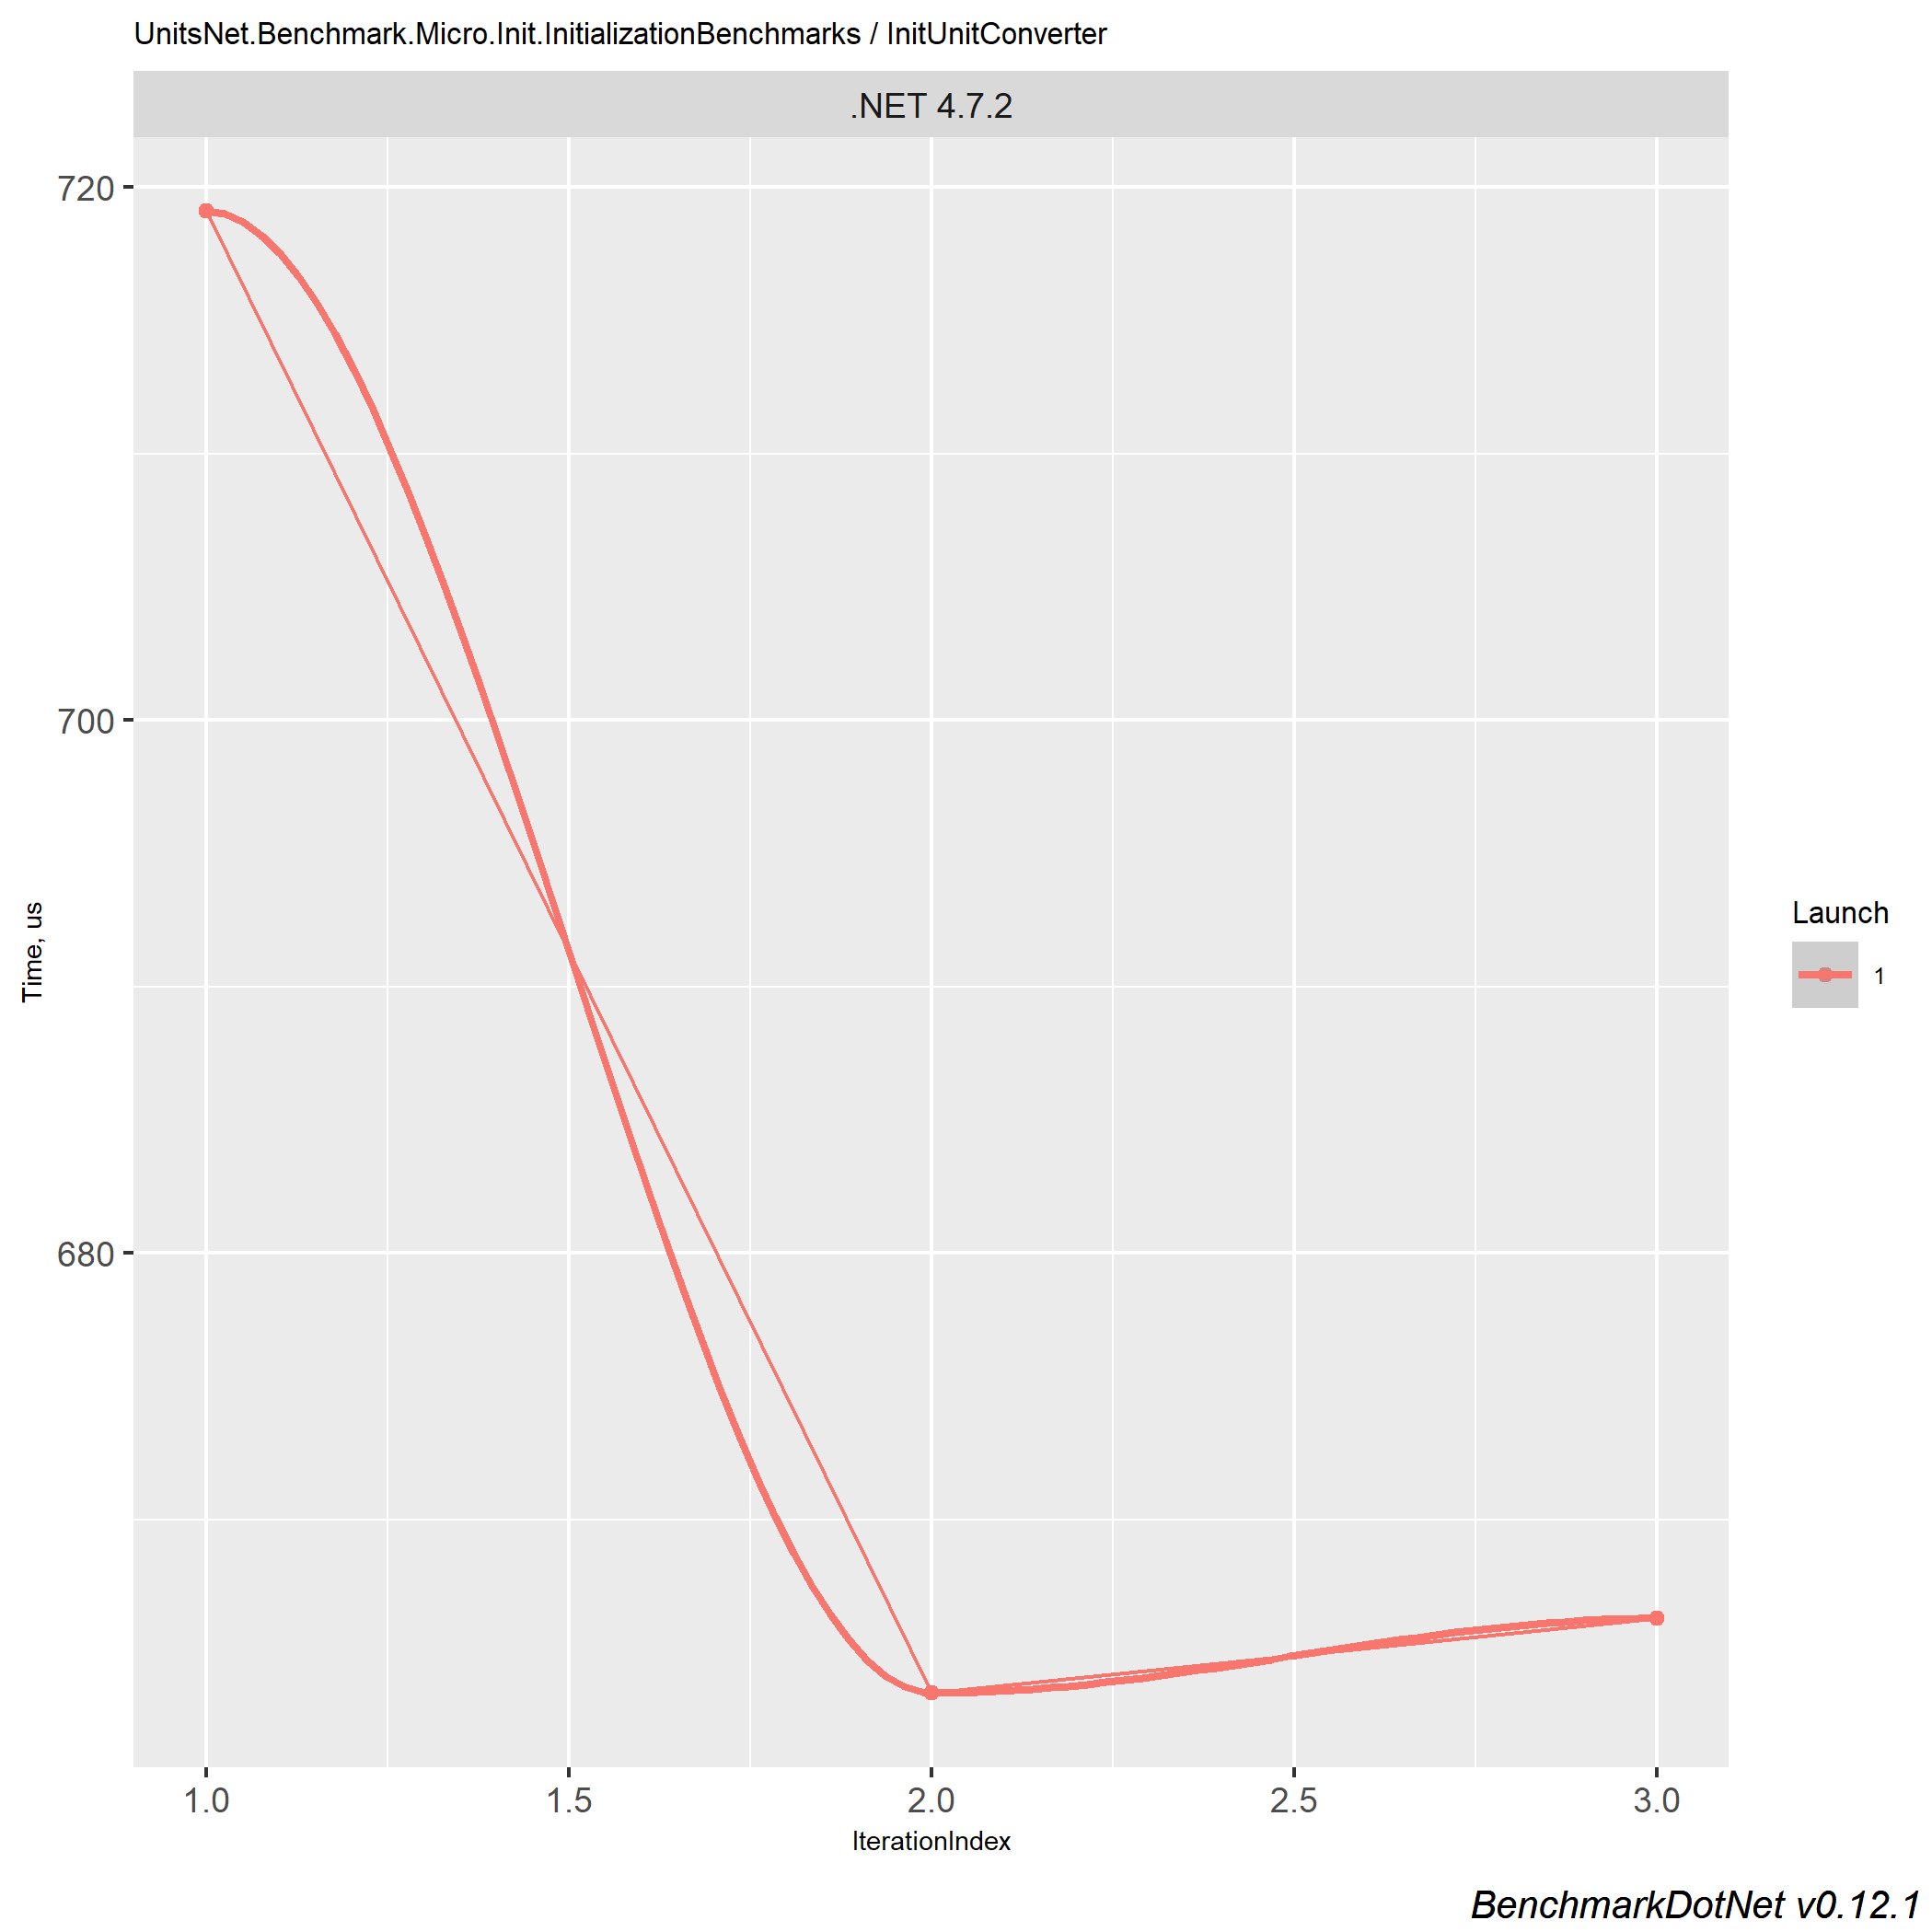 UnitsNet.Benchmark.Micro.Init.InitializationBenchmarks / InitUnitConverter
.NET 4.7.2
720
700
680
Time, us
Launch
1
1.0 1.5 2.0 2.5 3.0
IterationIndex
BenchmarkDotNet v0.12.1